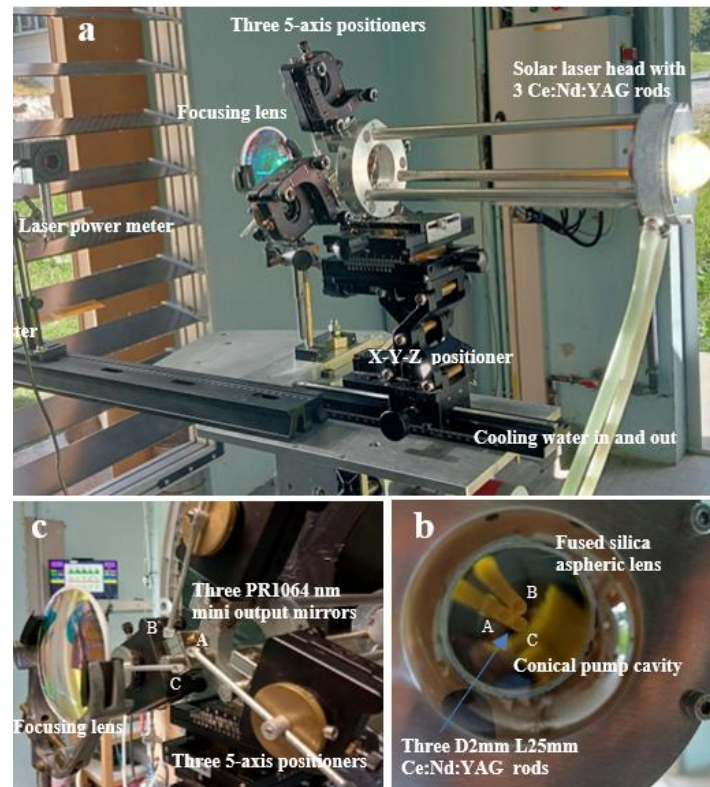 a
Three 5-axis positioners
Solar laser head with
3 Ce:Nd:YAG rods
Focusing lens
Laser power meter
ter
X-Y-Z positioner
Cooling water in and out
c
Three PR1064 nm
mini output mirrors
B
A
C
Focusing lens
Three 5-axis positioners
b
Fused silica
aspheric lens
B
A
C
Conical pump cavity
Three D2mm L25mm
Ce:Nd:YAG rods